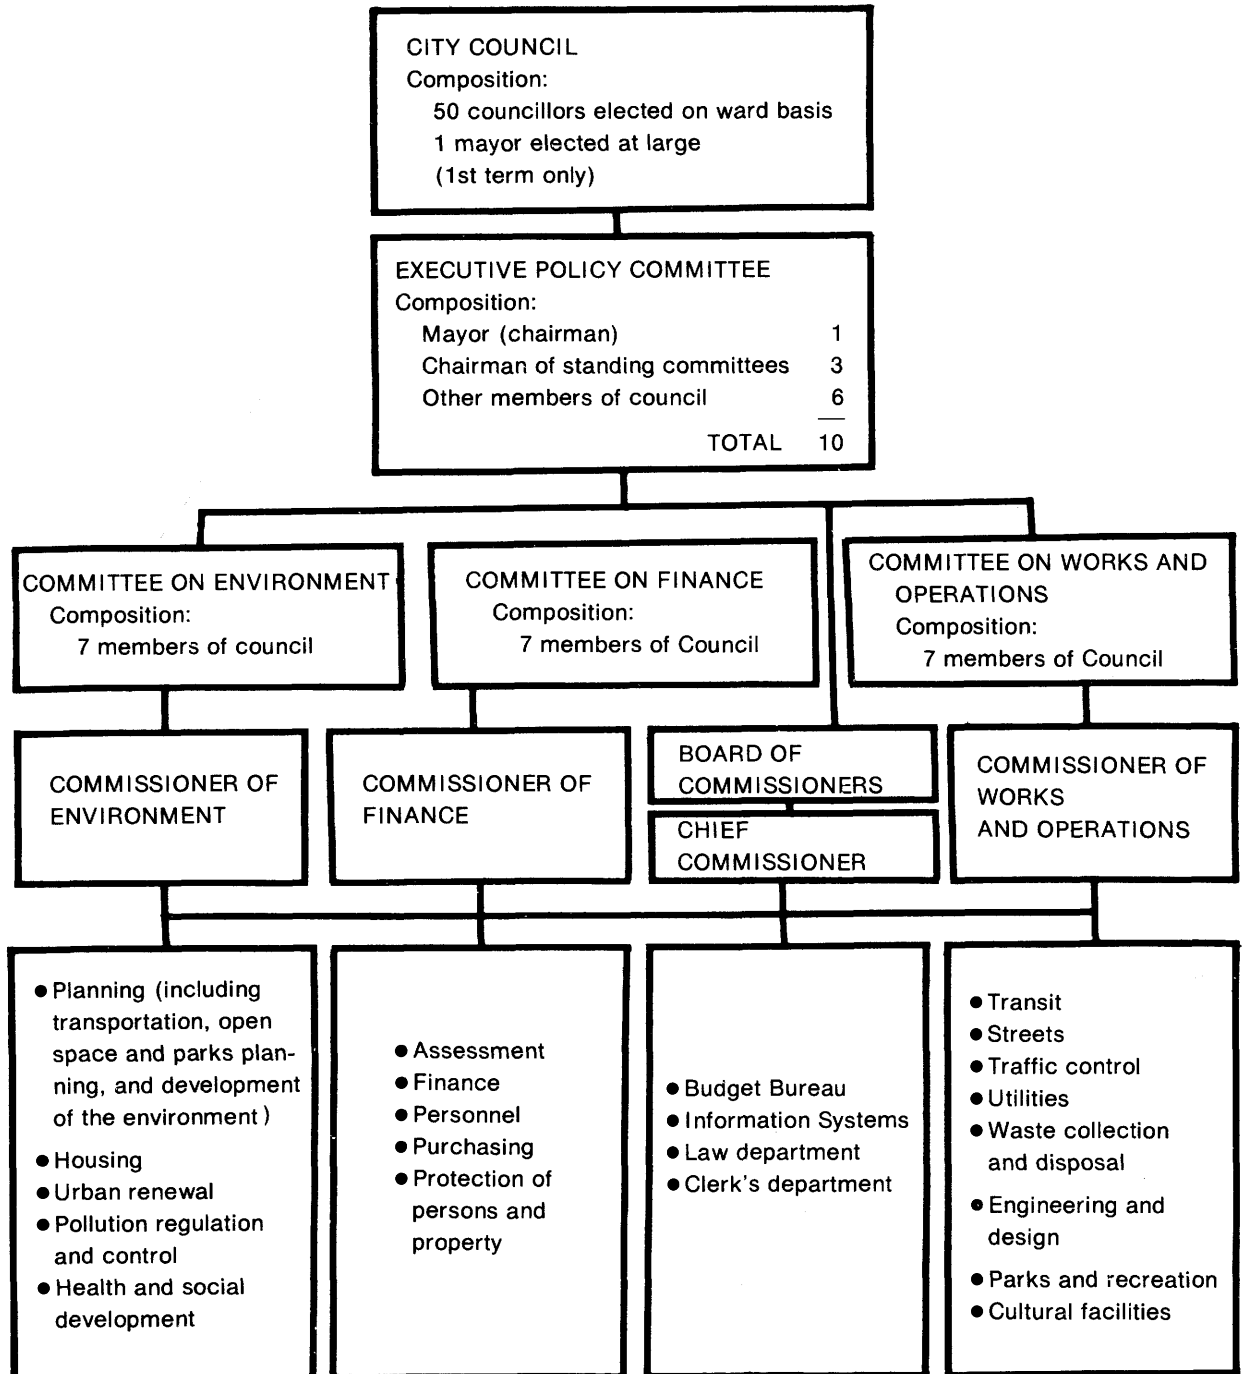 CITY COUNCIL
Composition:
50 councillors elected on ward basis
1 mayor elected at large
(1st term only)
EXECUTIVE POLICY COMMITTEE
Composition:
Mayor (chairman) 1
Chairman of standing committees 3
Other members of council 6
TOTAL 10
COMMITTEE ON ENVIRONMENT
Composition:
7 members of council
COMMITTEE ON FINANCE
Composition:
7 members of Council
COMMITTEE ON WORKS AND
OPERATIONS
Composition:
7 members of Council
COMMISSIONER OF
ENVIRONMENT
COMMISSIONER OF
FINANCE
BOARD OF
COMMISSIONERS
CHIEF
COMMISSIONER
COMMISSIONER OF
WORKS
AND OPERATIONS
● Planning (including
transportation, open
space and parks plan-
ning, and development
of the environment)
● Housing
● Urban renewal
● Pollution regulation
and control
● Health and social
development
● Assessment
● Finance
● Personnel
● Purchasing
● Protection of
persons and
property
● Budget Bureau
● Information Systems
● Law department
● Clerk's department
● Transit
● Streets
● Traffic control
● Utilities
● Waste collection
and disposal
● Engineering and
design
● Parks and recreation
● Cultural facilities